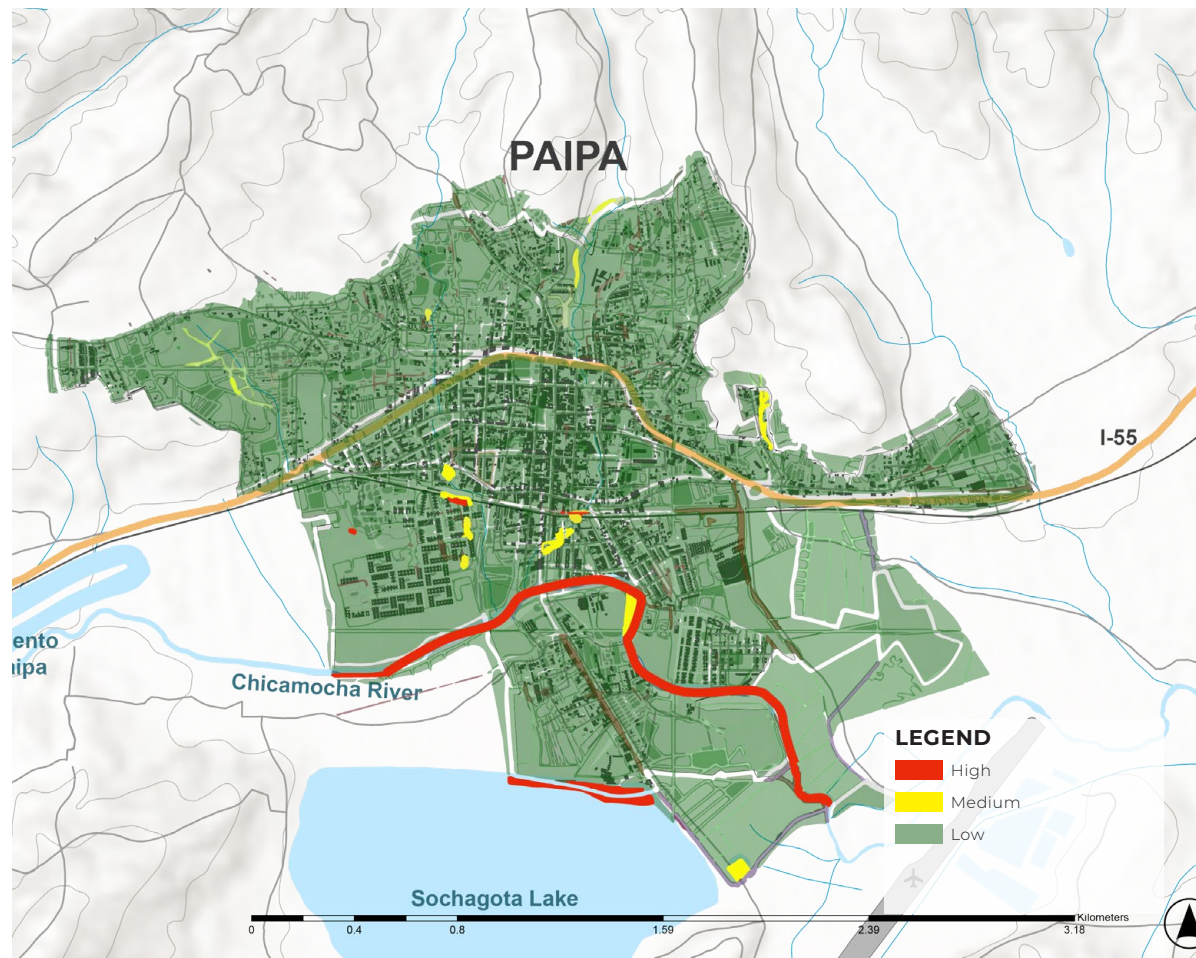 PAIPA
I-55
ento
aipa
Chicamocha River
LEGEND
High
Medium
Low
Sochagota Lake
Kilometers
0 0.4 0.8 1.59 2.39 3.18